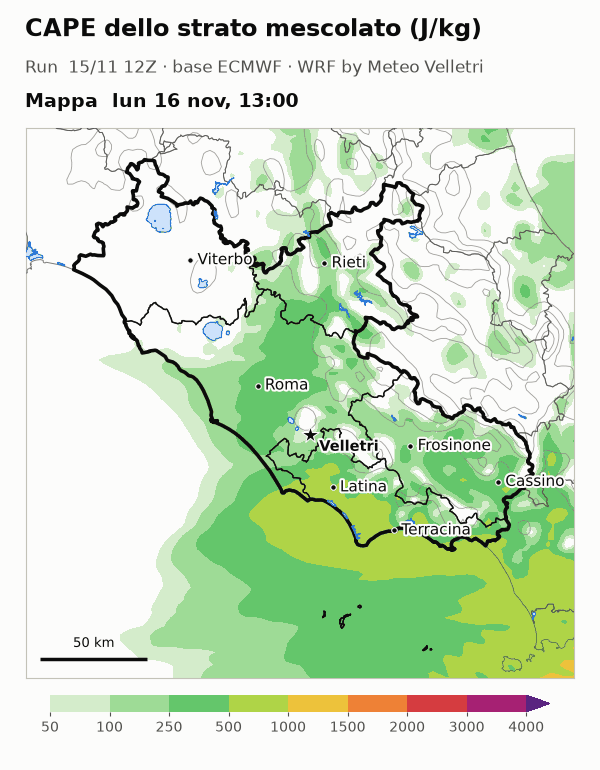 CAPE dello strato mescolato (J/kg)
Run 15/11 12Z · base ECMWF · WRF by Meteo Velletri
Mappa lun 16 nov, 13:00
Viterbo
Rieti
Roma
Velletri
Frosinone
Latina
Cassino
Terracina
50 km
50 100 250 500 1000 1500 2000 3000 4000